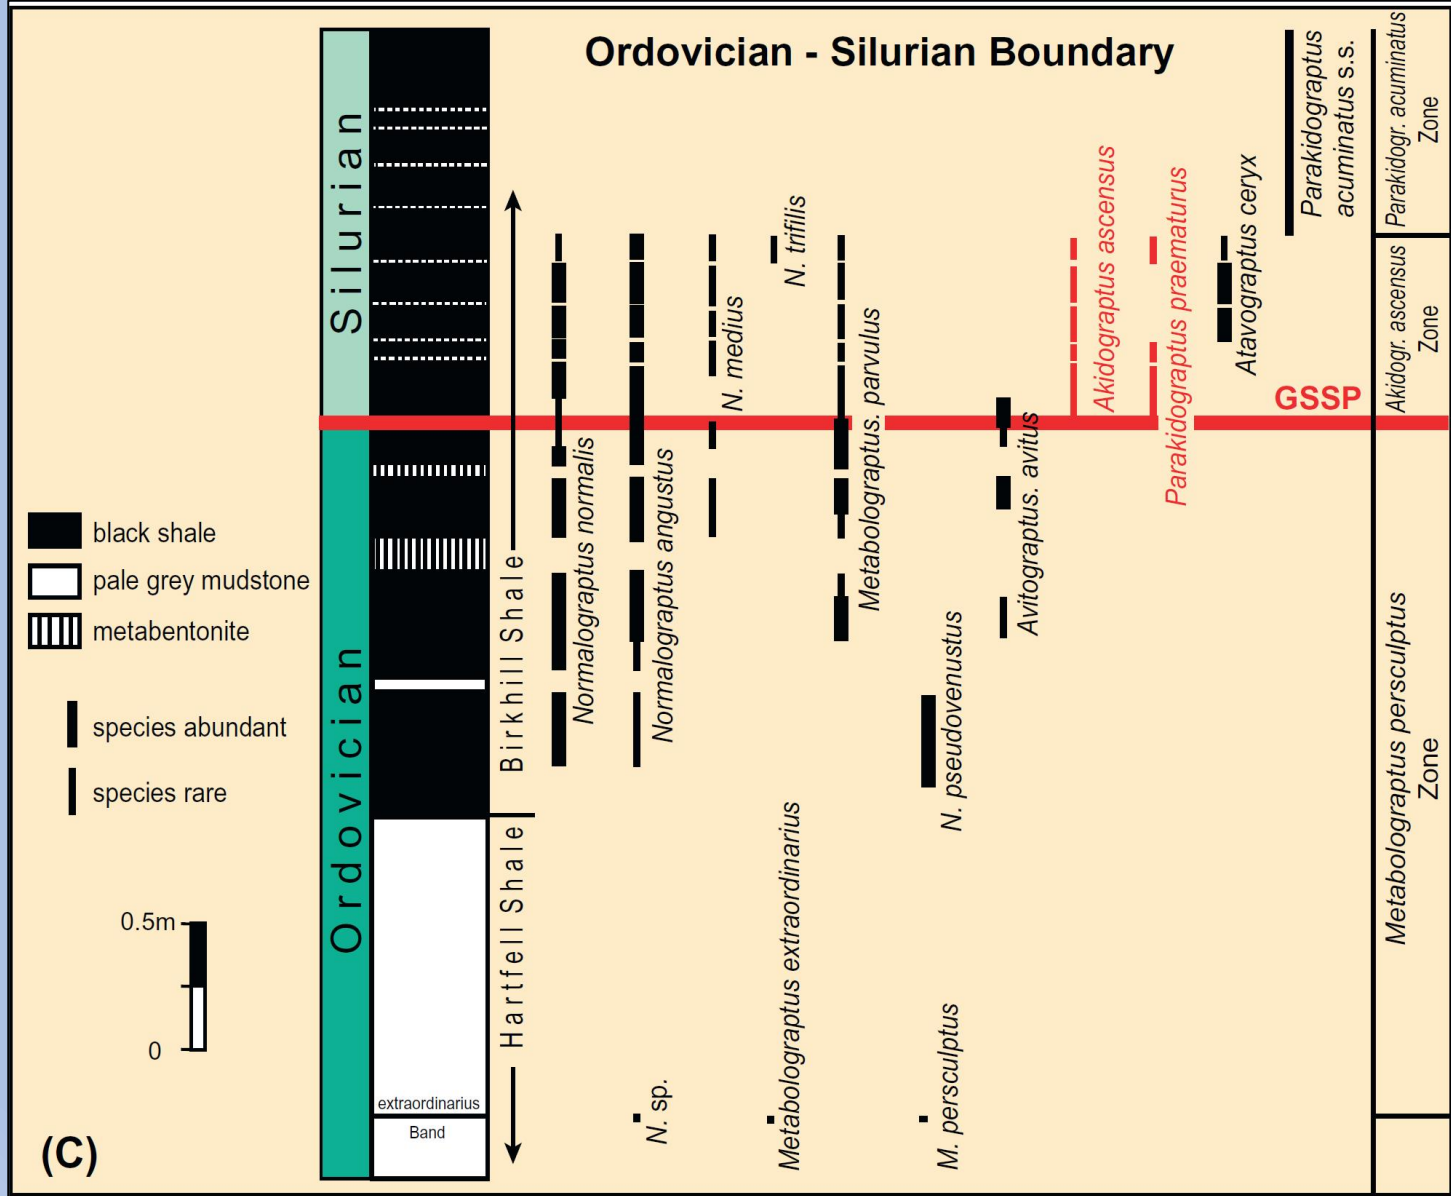 Ordovician - Silurian Boundary
Silurian
Ordovician
black shale
pale grey mudstone
metabentonite
species abundant
species rare
0.5m
0
(C)
extraordinarius
Band
Birkhill Shale
Hartfell Shale
Normalograptus normalis
Normalograptus angustus
N. sp.
N. medius
N. trifilis
Metabolograptus extraordinarius
Metabolograptus. parvulus
N. pseudovenustus
M. persculptus
Avitograptus. avitus
Akidograptus ascensus
Parakidograptus praematurus
Atavograptus ceryx
GSSP
Parakidograptus
acuminatus s.s.
Parakidogr. acuminatus
Zone
Akidogr. ascensus
Zone
Metabolograptus persculptus
Zone